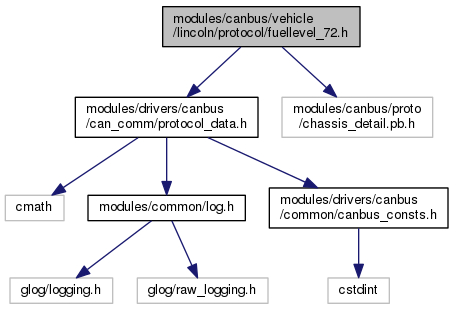 modules/canbus/vehicle
/lincoln/protocol/fuellevel_72.h
modules/drivers/canbus
/can_comm/protocol_data.h
modules/canbus/proto
/chassis_detail.pb.h
cmath
modules/common/log.h
modules/drivers/canbus
/common/canbus_consts.h
glog/logging.h
glog/raw_logging.h
cstdint